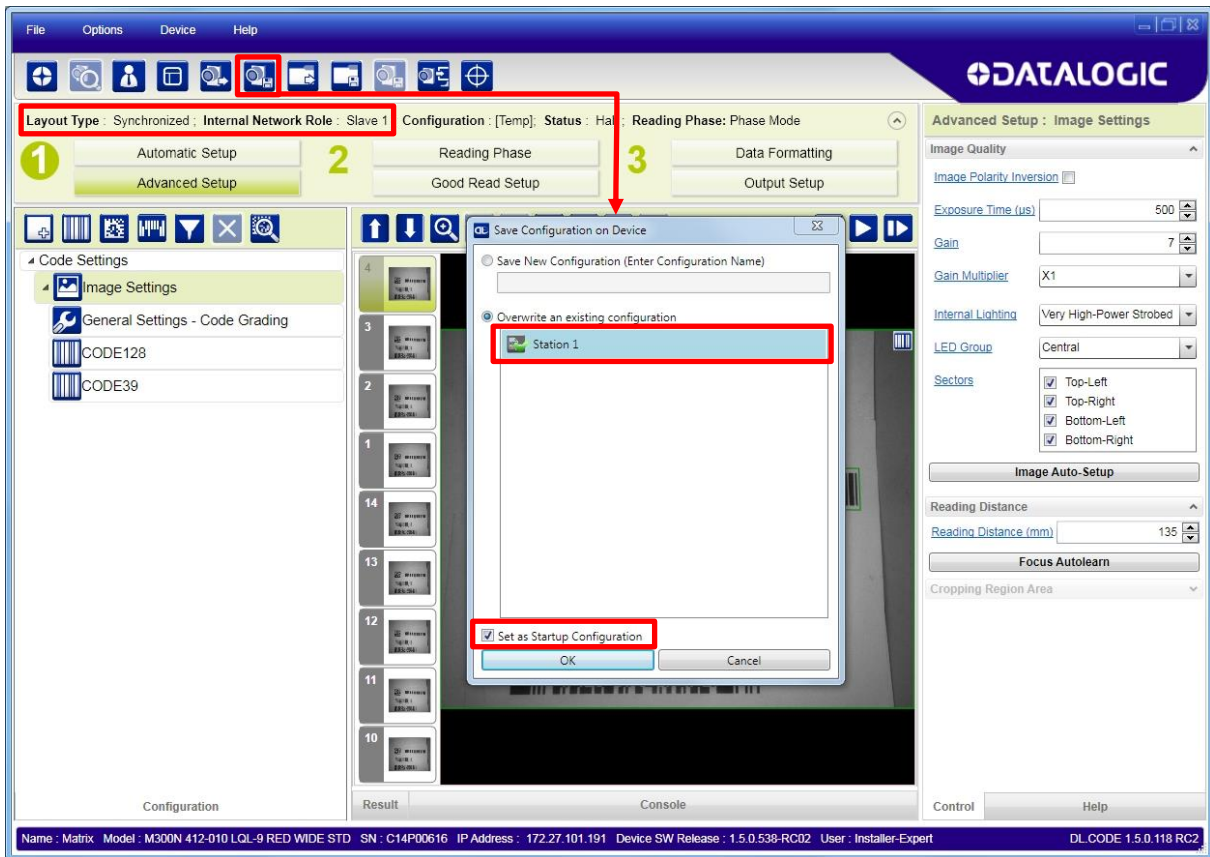 File Options Device Help
DATALOGIC
Layout Type : Synchronized ; Internal Network Role : Slave 1 Configuration : [Temp]; Status : Reading Phase: Phase Mode
1 Automatic Setup 2 Reading Phase 3 Data Formatting
Advanced Setup Good Read Setup Output Setup
Code Settings
Image Settings
General Settings - Code Grading
CODE128
CODE39
Configuration
4
3
2
1
14
13
12
11
10
Save Configuration on Device
Save New Configuration (Enter Configuration Name)
Overwrite an existing configuration
Station 1
Set as Startup Configuration
OK Cancel
Result Console
Advanced Setup : Image Settings
Image Quality
Image Polarity Inversion
Exposure Time (µs) 500
Gain 7
Gain Multiplier X1
Internal Lighting Very High-Power Strobed
LED Group Central
Sectors Top-Left
Top-Right
Bottom-Left
Bottom-Right
Image Auto-Setup
Reading Distance
Reading Distance (mm) 135
Focus Autolearn
Cropping Region Area
Control Help
Name : Matrix Model : M300N 412-010 LQL-9 RED WIDE STD SN : C14P00616 IP Address : 172.27.101.191 Device SW Release : 1.5.0.538-RC02 User : Installer-Expert DL.CODE 1.5.0.118 RC2